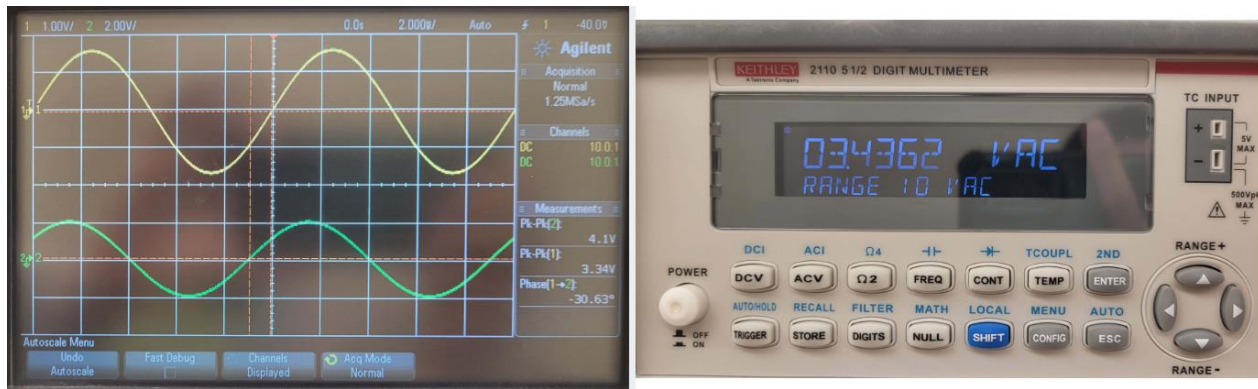 1 1.00V/ 2 2.00V/ 0.0s 2.000s/ Auto 1 -40.0
Agilent
Acquisition
Normal
1.25MSa/s
Channels
DC 10.0:1
DC 10.0:1
Measurements
Pk-Pk(2):
4.1V
Pk-Pk(1):
3.34V
Phase(1→2):
-30.63°
Autoscale Menu
Undo Autoscale
Fast Debug
Channels Displayed
Acq Mode Normal
KEITHLEY 2110 5 1/2 DIGIT MULTIMETER
A Tektronix Company
TC INPUT
03.4362 VAC
RANGE 10 VAC
+
5V MAX
-
500Vpk MAX
DCI ACI Ω4 TCOUPL 2ND
POWER
DCV ACV Ω2 FREQ CONT TEMP ENTER
RANGE+
AUTO/HOLD RECALL FILTER MATH LOCAL MENU AUTO
OFF
ON
TRIGGER STORE DIGITS NULL SHIFT CONFIG ESC
RANGE-